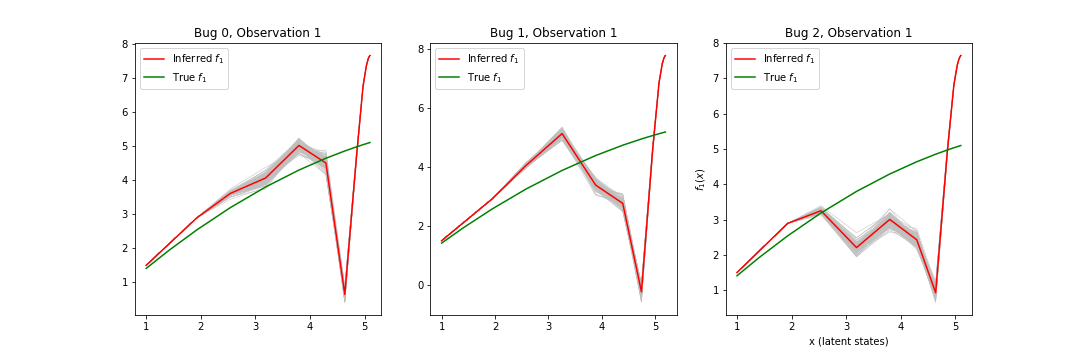 Bug 0, Observation 1
Inferred f₁
True f₁
8
7
6
5
4
3
2
1
1 2 3 4 5
Bug 1, Observation 1
Inferred f₁
True f₁
8
6
4
2
0
1 2 3 4 5
Bug 2, Observation 1
Inferred f₁
True f₁
f₁(x)
8
7
6
5
4
3
2
1
1 2 3 4 5
x (latent states)